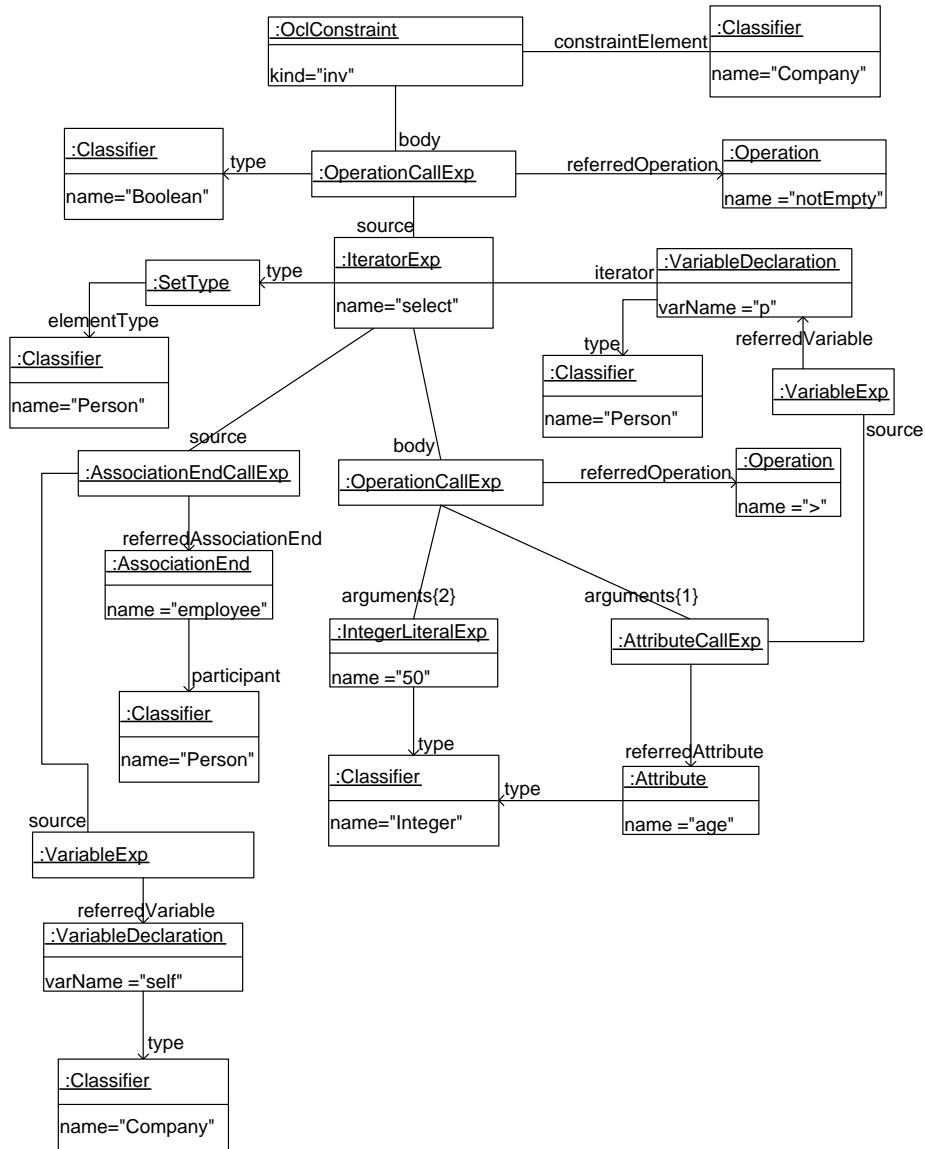 :OclConstraint
kind="inv"
constraintElement
:Classifier
name="Company"
body
:Classifier
name="Boolean"
type
:OperationCallExp
referredOperation
:Operation
name ="notEmpty"
source
:SetType
type
:IteratorExp
name="select"
iterator
:VariableDeclaration
varName ="p"
elementType
:Classifier
name="Person"
type
:Classifier
name="Person"
referredVariable
:VariableExp
source
source
:AssociationEndCallExp
body
:OperationCallExp
referredOperation
:Operation
name =">"
referredAssociationEnd
:AssociationEnd
name ="employee"
arguments{2}
:IntegerLiteralExp
name ="50"
arguments{1}
:AttributeCallExp
participant
:Classifier
name="Person"
type
:Classifier
name="Integer"
type
referredAttribute
:Attribute
name ="age"
source
:VariableExp
referredVariable
:VariableDeclaration
varName ="self"
type
:Classifier
name="Company"